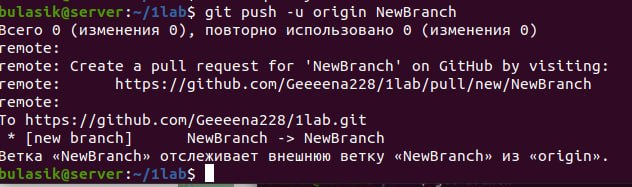 bulasik@server:~/1lab$ git push -u origin NewBranch
Всего 0 (изменения 0), повторно использовано 0 (изменения 0)
remote:
remote: Create a pull request for 'NewBranch' on GitHub by visiting:
remote:      https://github.com/Geeeena228/1lab/pull/new/NewBranch
remote:
To https://github.com/Geeeena228/1lab.git
 * [new branch]      NewBranch -> NewBranch
Ветка «NewBranch» отслеживает внешнюю ветку «NewBranch» из «origin».
bulasik@server:~/1lab$